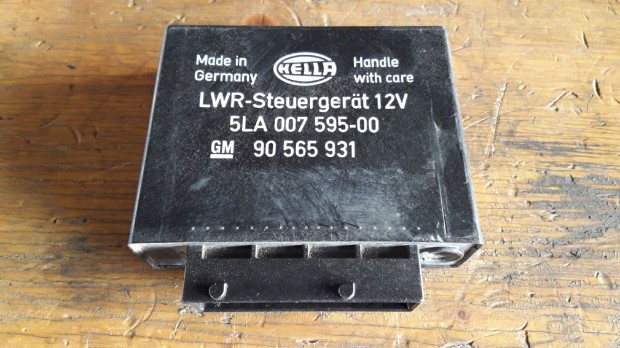 Made in
Germany
HELLA
Handle
with care
LWR-Steuergerät 12V
5LA 007 595-00
GM 90 565 931